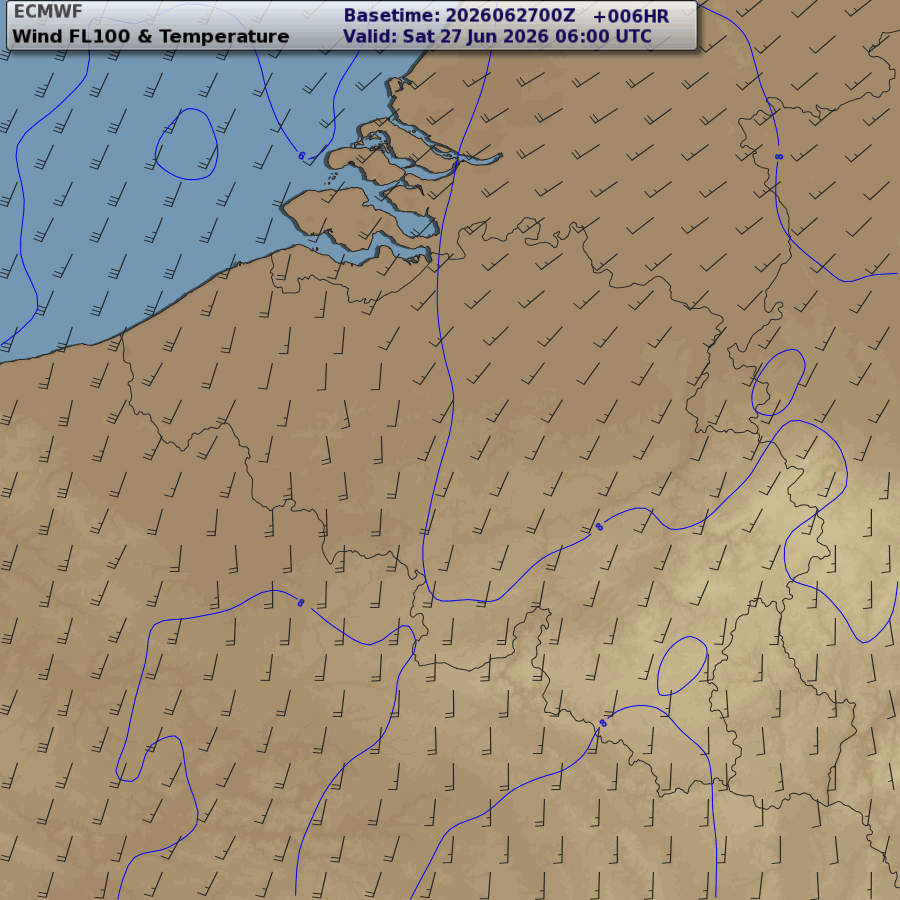 ECMWF
Basetime: 2026062700Z +006HR
Wind FL100 & Temperature
Valid: Sat 27 Jun 2026 06:00 UTC
6
8
8
8
8